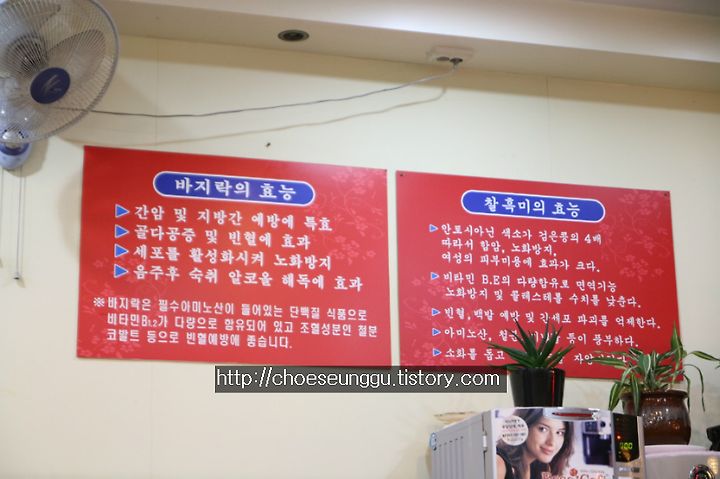 바지락의 효능
▶간암 및 지방간 예방에 특효
▶골다공증 및 빈혈에 효과
▶세포를 활성화시켜 노화방지
▶음주후 숙취 알코올 해독에 효과
※바지락은 필수아미노산이 들어있는 단백질 식품으로
비타민B12가 다량으로 함유되어 있고 조혈성분인 철분
코발트 등으로 빈혈예방에 좋습니다.
찰흑미의 효능
▶안토시아닌 색소가 검은콩의 4배
따라서 항암, 노화방지,
여성의 피부미용에 효과가 크다.
▶비타민 B.E의 다량함유로 면역기능
노화방지 및 콜레스테롤 수치를 낮춘다.
▶빈혈,백발 예방 및 간세포 파괴를 억제한다.
▶아미노산, 철분, 등이 풍부하다.
▶소화를 돕고
http://choeseunggu.tistory.com